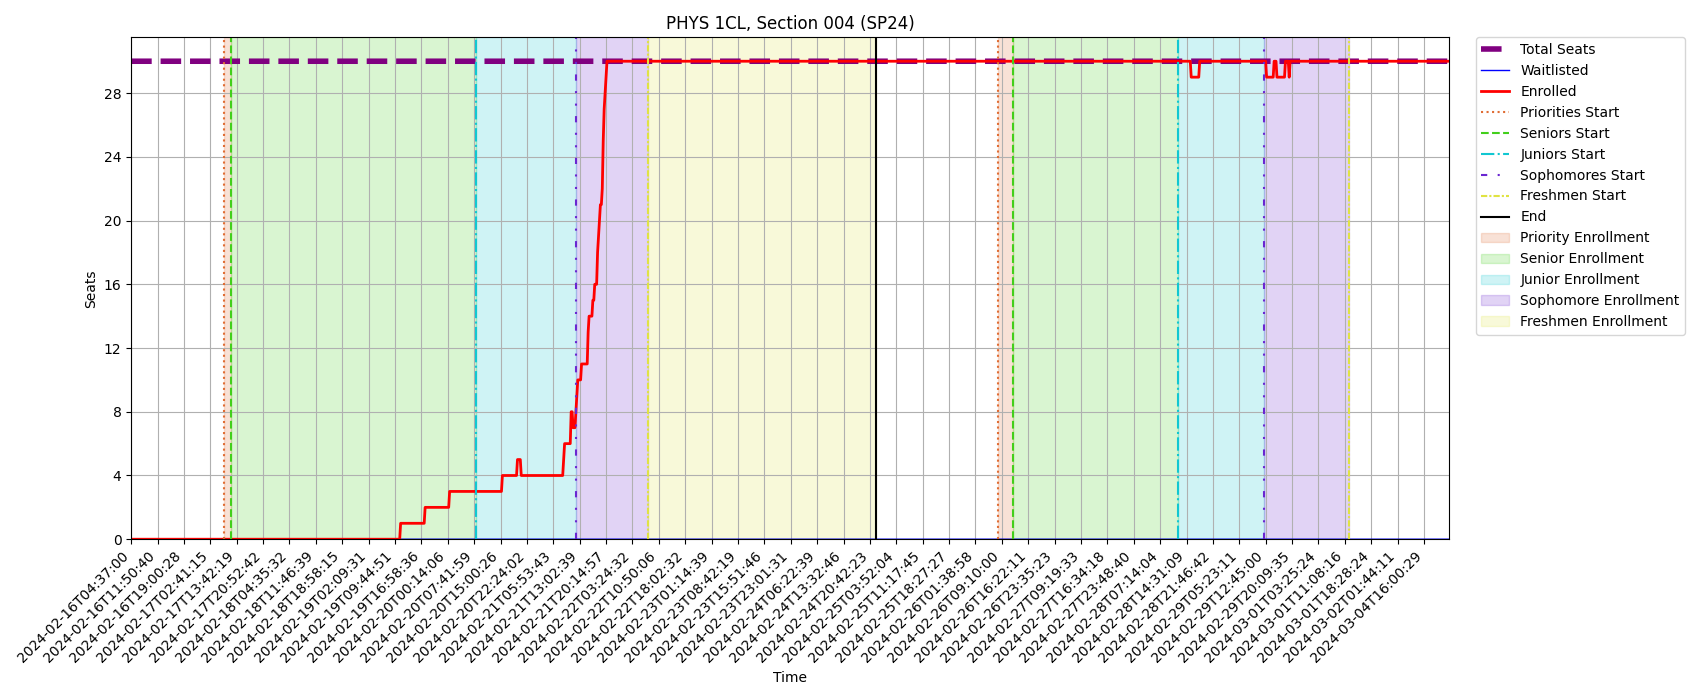 PHYS 1CL, Section 004 (SP24)
Total Seats
Waitlisted
Enrolled
Priorities Start
Seniors Start
Juniors Start
Sophomores Start
Freshmen Start
End
Priority Enrollment
Senior Enrollment
Junior Enrollment
Sophomore Enrollment
Freshmen Enrollment
Seats
28
24
20
16
12
8
4
0
2024-02-16T04:37:00
2024-02-16T11:50:40
2024-02-16T19:00:28
2024-02-17T02:41:15
2024-02-17T13:42:19
2024-02-17T20:52:42
2024-02-18T04:35:32
2024-02-18T11:46:39
2024-02-18T18:58:15
2024-02-19T02:09:31
2024-02-19T09:44:51
2024-02-19T16:58:36
2024-02-20T00:14:06
2024-02-20T07:41:59
2024-02-20T15:00:26
2024-02-20T22:24:02
2024-02-21T05:53:43
2024-02-21T13:02:39
2024-02-21T20:14:57
2024-02-22T03:24:32
2024-02-22T10:50:06
2024-02-22T18:02:32
2024-02-23T01:14:39
2024-02-23T08:42:19
2024-02-23T15:51:46
2024-02-23T23:01:31
2024-02-24T06:22:39
2024-02-24T13:32:46
2024-02-24T20:42:23
2024-02-25T03:52:04
2024-02-25T11:17:45
2024-02-25T18:27:27
2024-02-26T01:38:50
2024-02-26T09:10:00
2024-02-26T16:22:11
2024-02-26T23:35:23
2024-02-27T09:19:33
2024-02-27T16:34:18
2024-02-27T23:48:40
2024-02-28T07:14:04
2024-02-28T14:31:09
2024-02-28T21:46:42
2024-02-29T05:23:11
2024-02-29T12:45:00
2024-02-29T20:09:35
2024-03-01T03:25:24
2024-03-01T11:08:16
2024-03-01T18:28:24
2024-03-02T01:44:11
2024-03-04T16:00:29
Time